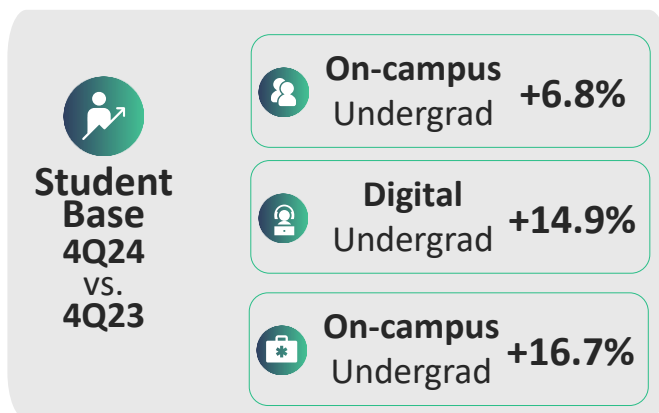 Student
Base
4Q24
vs.
4Q23
On-campus
Undergrad
+6.8%
Digital
Undergrad
+14.9%
On-campus
Undergrad
+16.7%